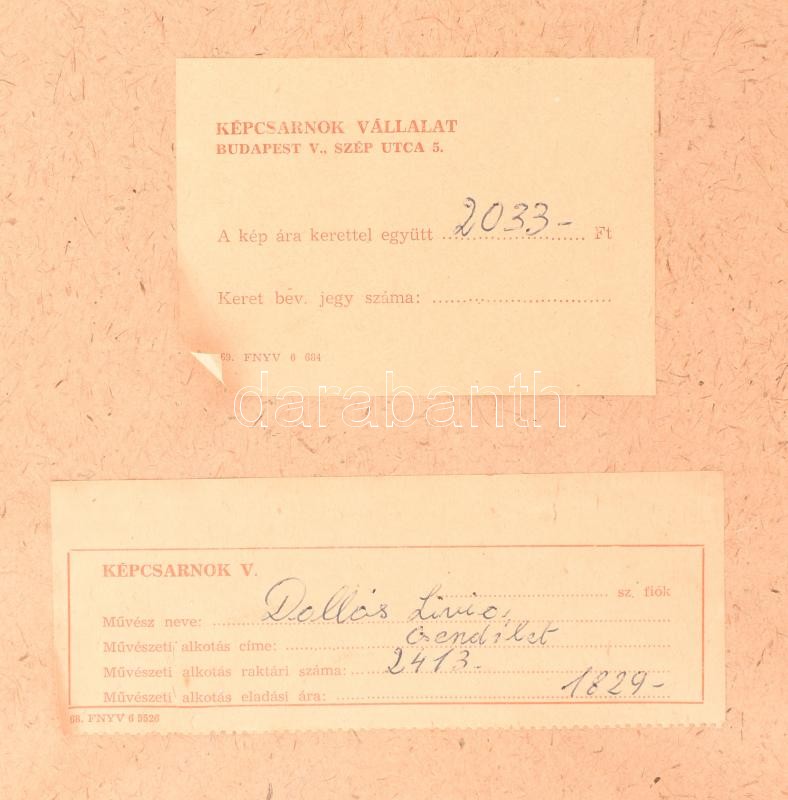 KÉPCSARNOK VÁLLALAT
BUDAPEST V., SZÉP UTCA 5.
A kép ára kerettel együtt 2033- Ft
Keret bev. jegy száma:
69. FNYV 6 684
darabanth
KÉPCSARNOK V.
sz. fiók
Művész neve: Dallós Livia
Művészeti alkotás címe: Csendélet
Művészeti alkotás raktári száma: 2413-
Művészeti alkotás eladási ára: 1829-
68. FNYV 6 5526